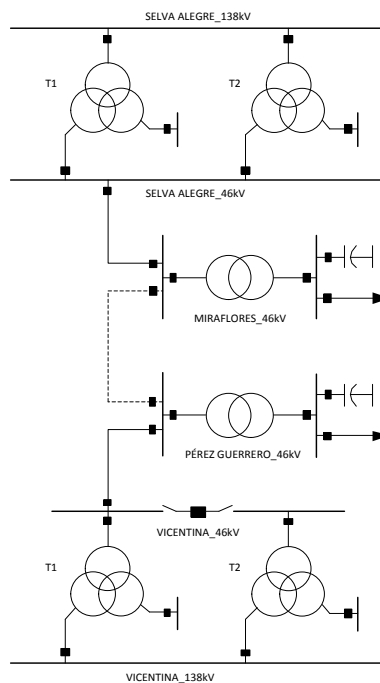 SELVA ALEGRE_138kV
T1
T2
SELVA ALEGRE_46kV
MIRAFLORES_46kV
PÉREZ GUERRERO_46kV
VICENTINA_46kV
T1
T2
VICENTINA_138kV